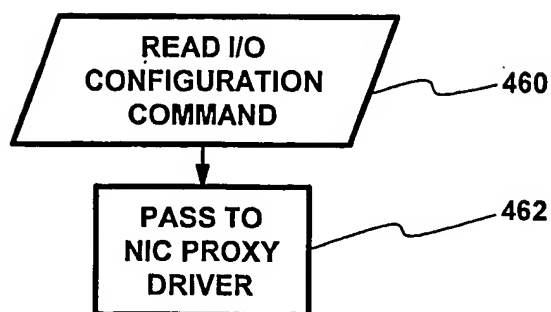 READ I/O
CONFIGURATION
COMMAND
460
PASS TO
NIC PROXY
DRIVER
462